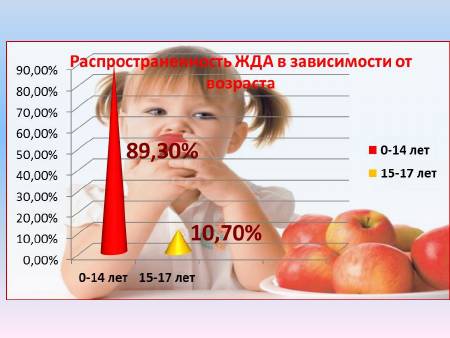 Распространенность ЖДА в зависимости от
возраста
90,00%
80,00%
70,00%
60,00%
50,00%
40,00%
30,00%
20,00%
10,00%
0,00%
89,30%
10,70%
0-14 лет 15-17 лет
0-14 лет
15-17 лет